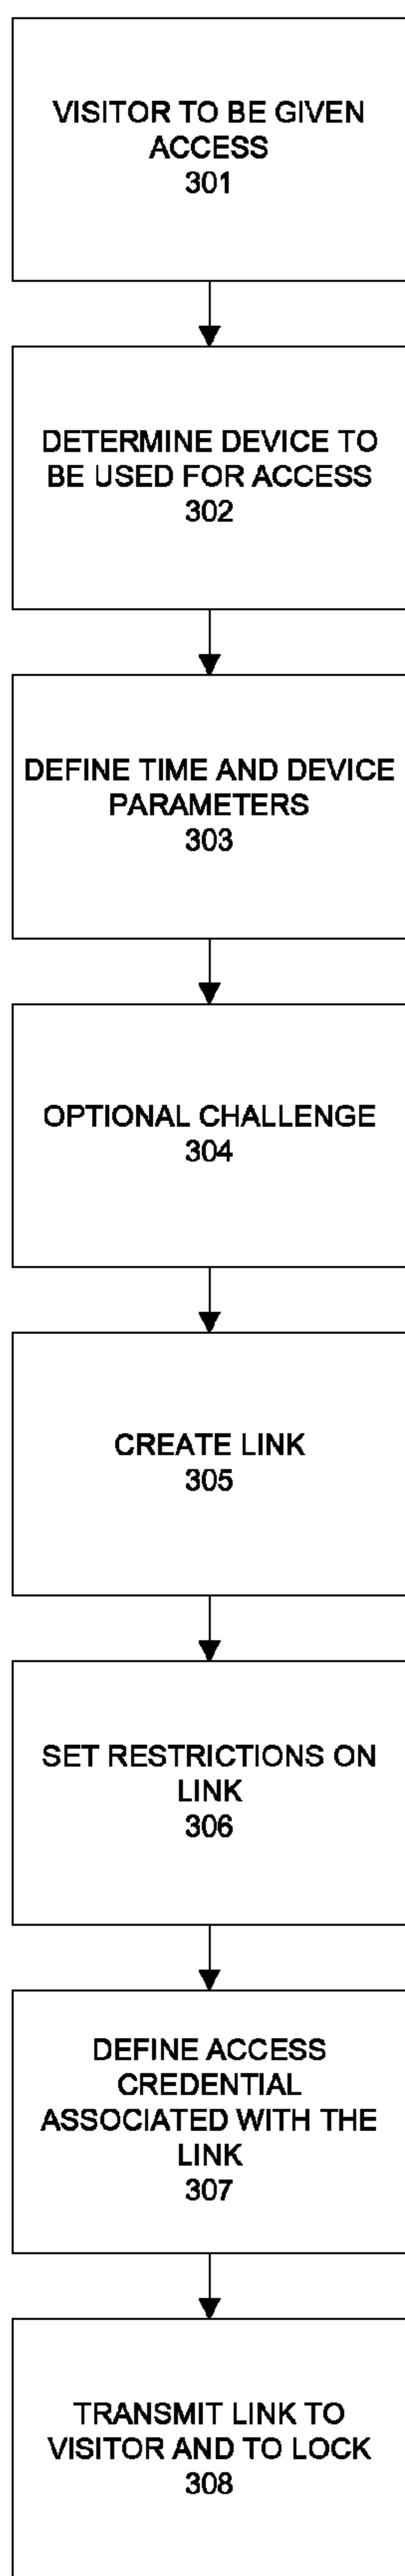 VISITOR TO BE GIVEN
ACCESS
301
DETERMINE DEVICE TO
BE USED FOR ACCESS
302
DEFINE TIME AND DEVICE
PARAMETERS
303
OPTIONAL CHALLENGE
304
CREATE LINK
305
SET RESTRICTIONS ON
LINK
306
DEFINE ACCESS
CREDENTIAL
ASSOCIATED WITH THE
LINK
307
TRANSMIT LINK TO
VISITOR AND TO LOCK
308